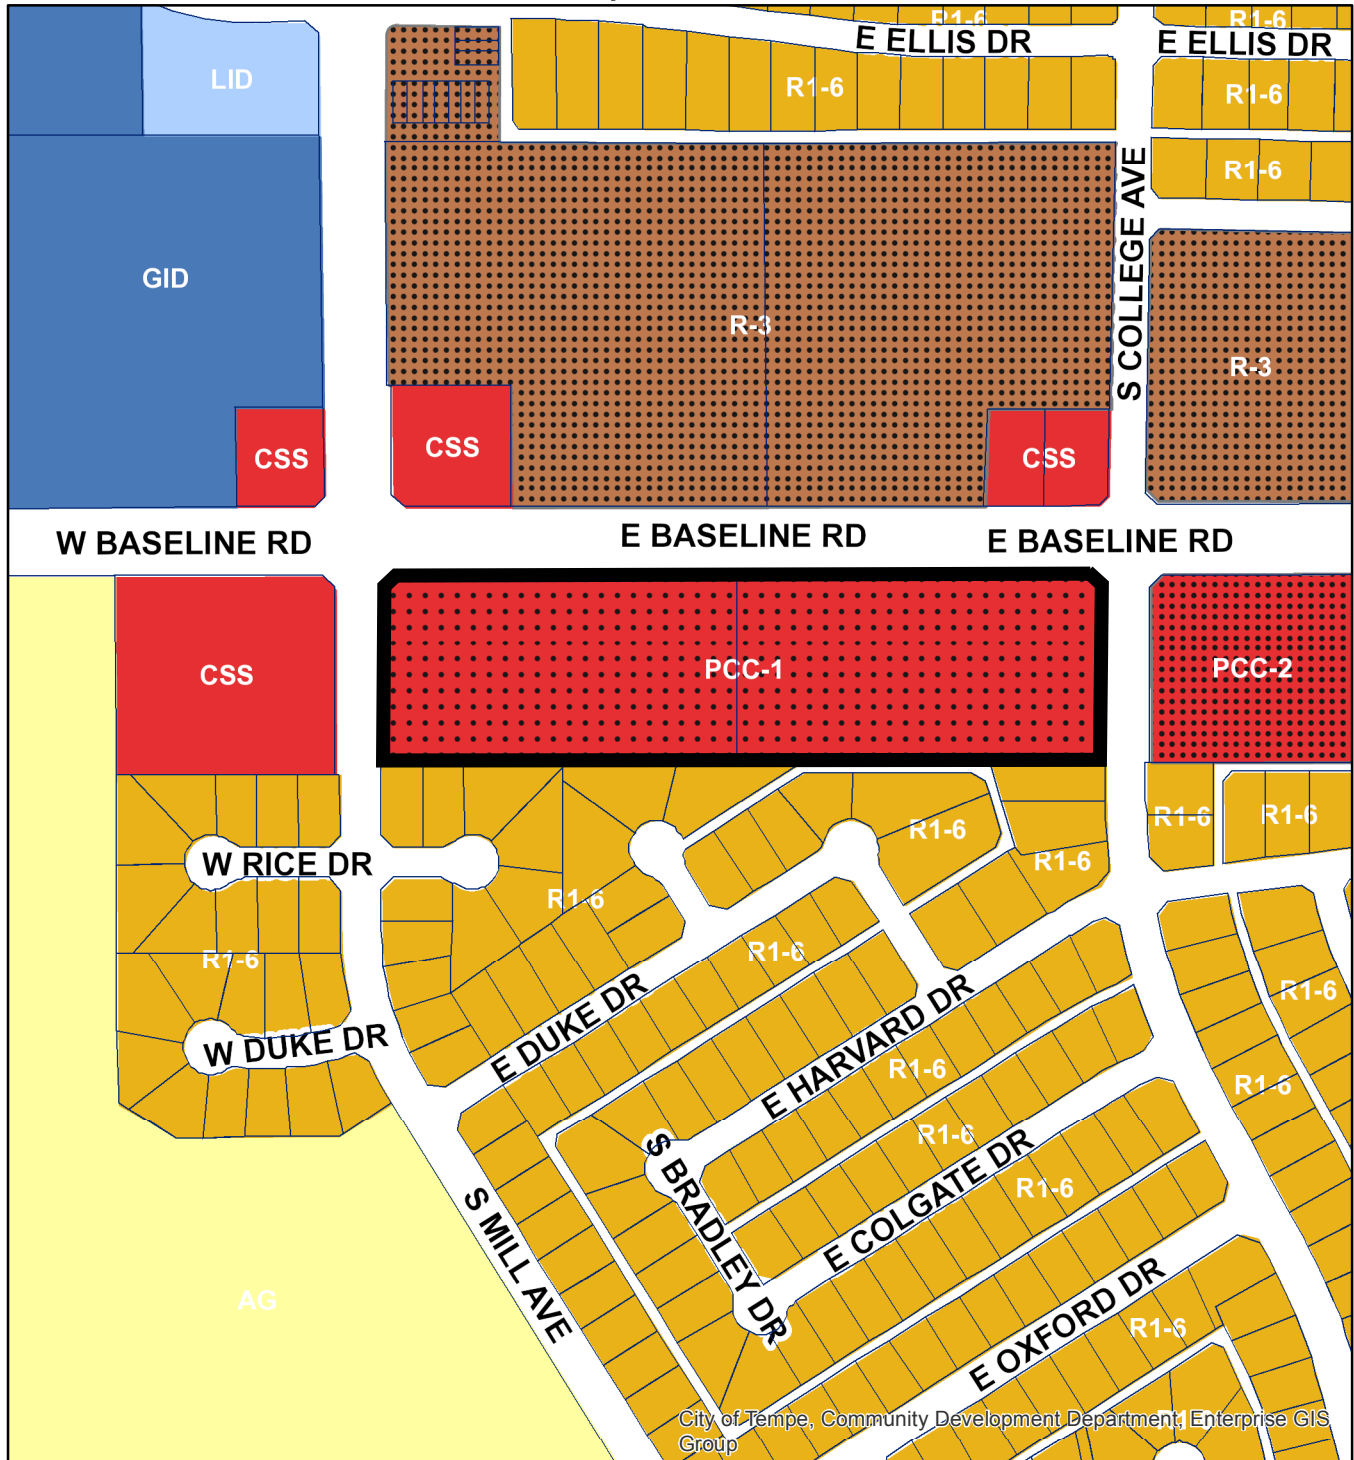 R1-6
R1-6
E ELLIS DR
E ELLIS DR
LID
R1-6
R1-6
R1-6
S COLLEGE AVE
GID
R-3
R-3
CSS
CSS
CSS
W BASELINE RD
E BASELINE RD
E BASELINE RD
CSS
PCC-1
PCC-2
R1-6
R1-6
R1-6
R1-6
W RICE DR
R1-6
R1-6
R1-6
R1-6
E DUKE DR
E HARVARD DR
W DUKE DR
R1-6
R1-6
R1-6
S BRADLEY DR
E COLGATE DR
R1-6
S MILL AVE
AG
E OXFORD DR
R1-6
City of Tempe, Community Development Department, Enterprise GIS
Group